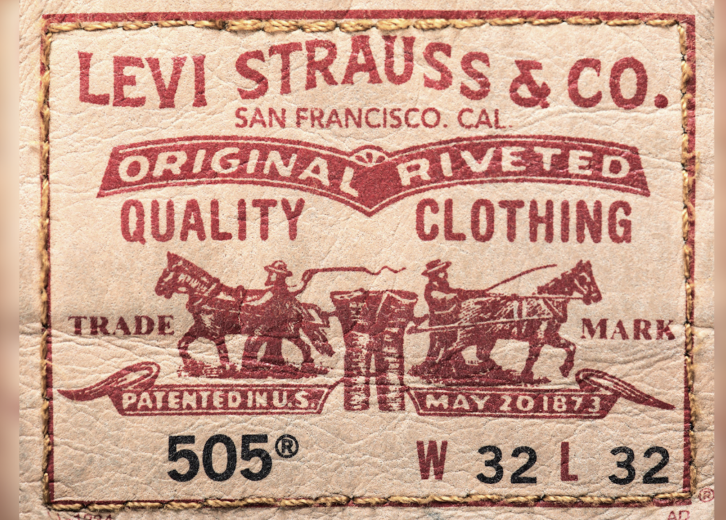 LEVI STRAUSS & CO.
SAN FRANCISCO. CAL.
ORIGINAL RIVETED
QUALITY CLOTHING
TRADE MARK
PATENTED IN U.S. MAY 20 1873
505® W 32 L 32
®